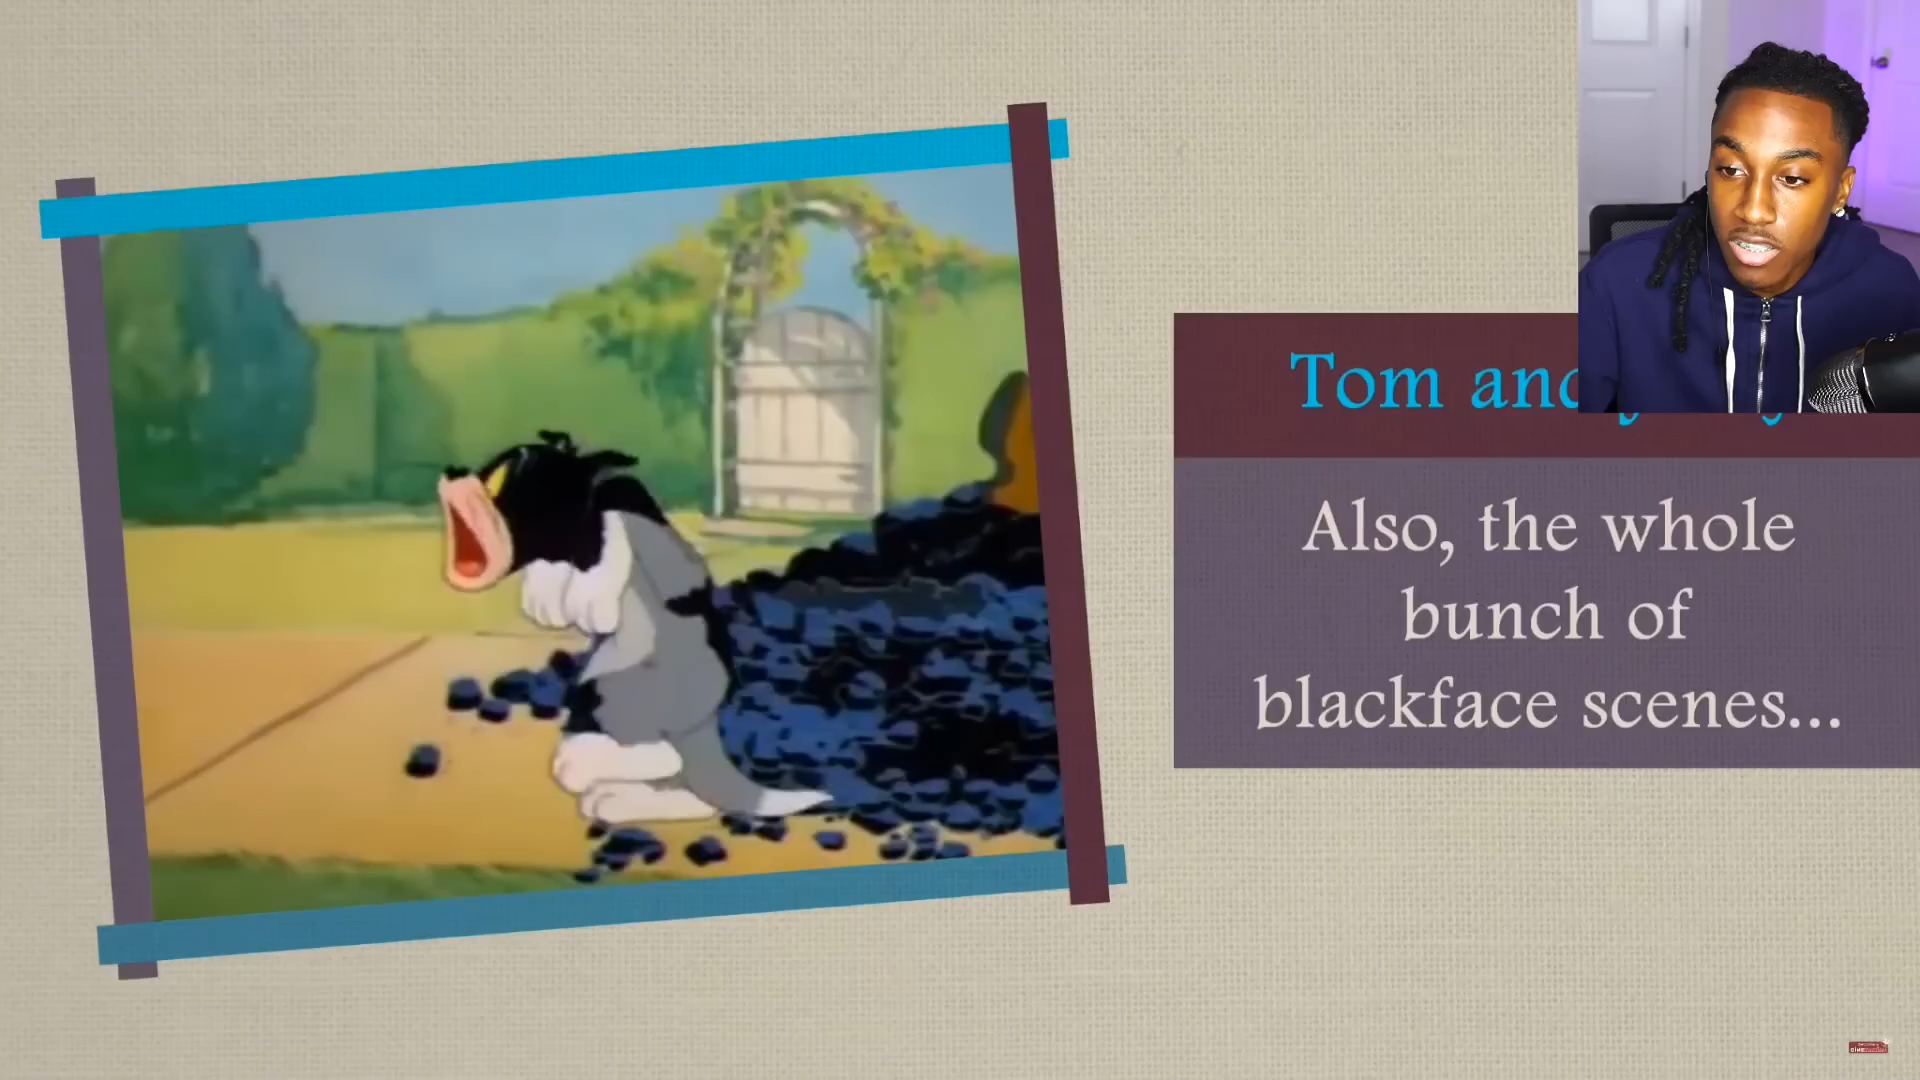 Tom and
Also, the whole
bunch of
blackface scenes...